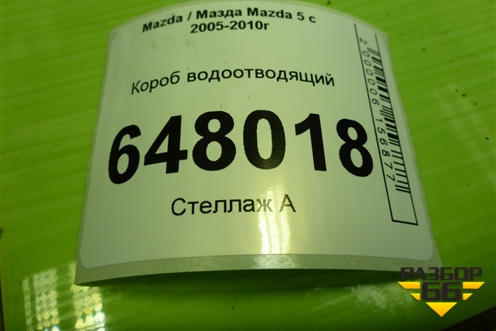 Mazda / Мазда Mazda 5 с
2005-2010г
Короб водоотводящий
648018
Стеллаж А
2000006156877
РАЗБОР
66